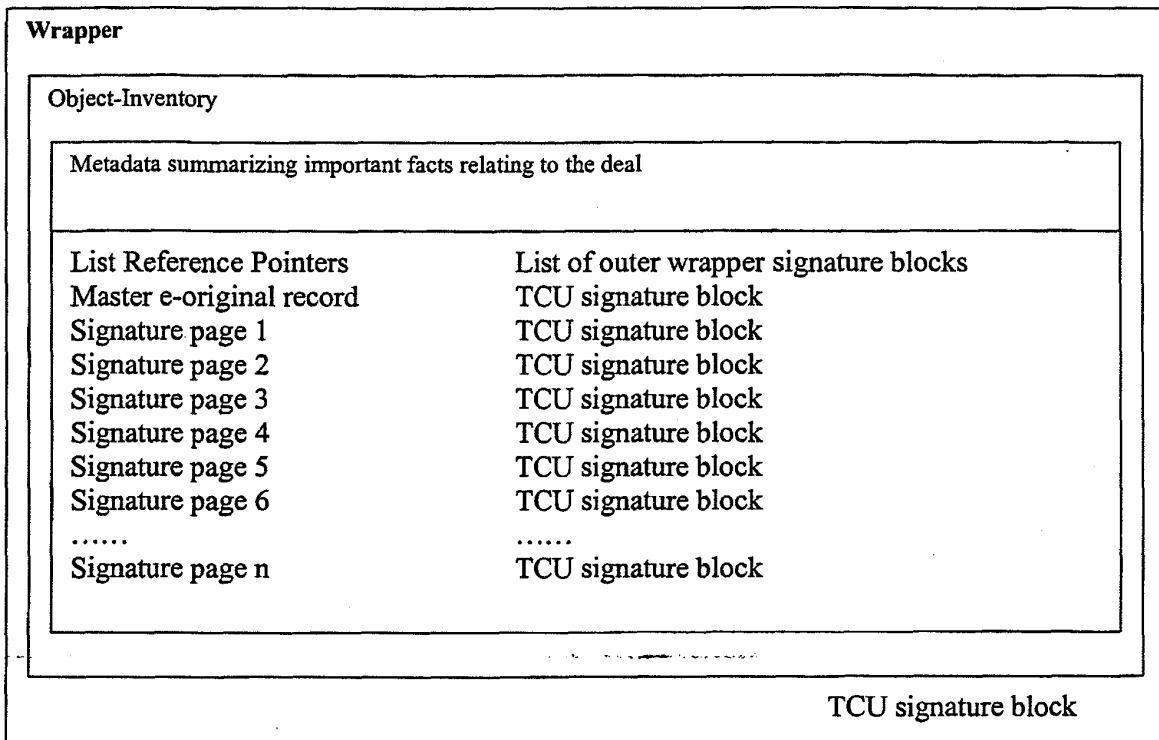 Wrapper
Object-Inventory
Metadata summarizing important facts relating to the deal
List Reference Pointers List of outer wrapper signature blocks
Master e-original record TCU signature block
Signature page 1 TCU signature block
Signature page 2 TCU signature block
Signature page 3 TCU signature block
Signature page 4 TCU signature block
Signature page 5 TCU signature block
Signature page 6 TCU signature block
...... ......
Signature page n TCU signature block
TCU signature block